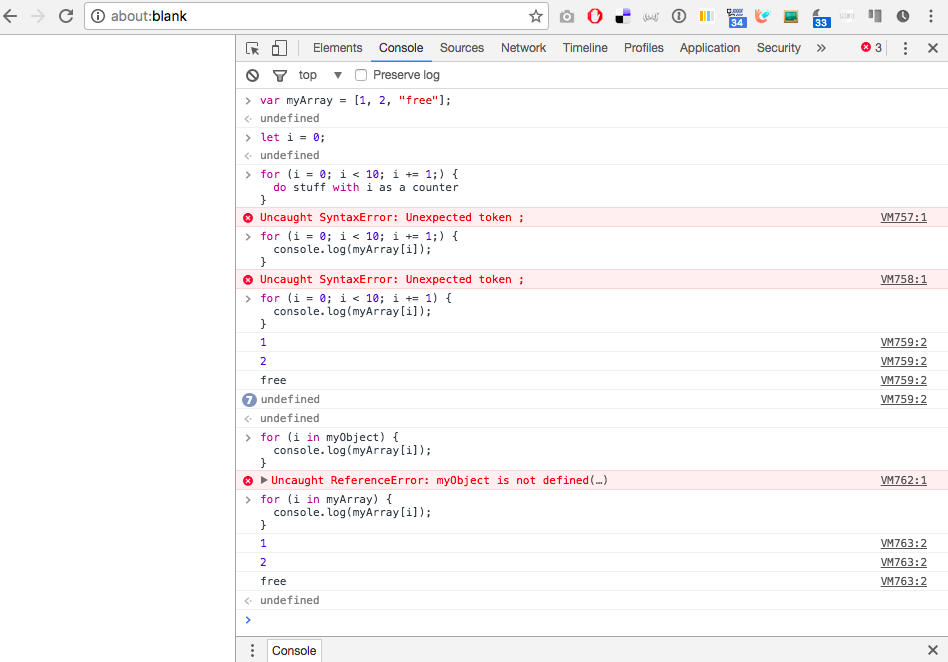 about:blank
34
33
Elements Console Sources Network Timeline Profiles Application Security » 3
top ▼ Preserve log
> var myArray = [1, 2, "free"];
<· undefined
> let i = 0;
<· undefined
> for (i = 0; i < 10; i += 1;) {
do stuff with i as a counter
}
Uncaught SyntaxError: Unexpected token ; VM757:1
> for (i = 0; i < 10; i += 1;) {
console.log(myArray[i]);
}
Uncaught SyntaxError: Unexpected token ; VM758:1
> for (i = 0; i < 10; i += 1) {
console.log(myArray[i]);
}
1 VM759:2
2 VM759:2
free VM759:2
7 undefined VM759:2
<· undefined
> for (i in myObject) {
console.log(myArray[i]);
}
▶ Uncaught ReferenceError: myObject is not defined(…) VM762:1
> for (i in myArray) {
console.log(myArray[i]);
}
1 VM763:2
2 VM763:2
free VM763:2
<· undefined
>
Console